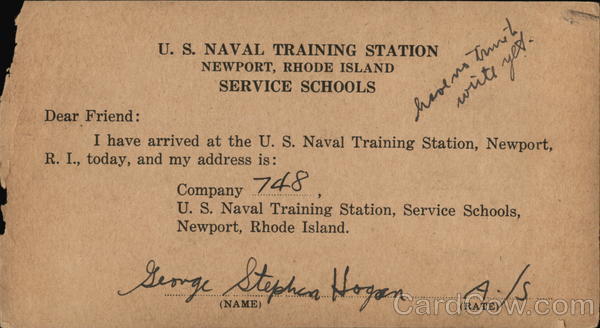 U. S. NAVAL TRAINING STATION
NEWPORT, RHODE ISLAND
SERVICE SCHOOLS
have no time to
write yet.
Dear Friend:
I have arrived at the U. S. Naval Training Station, Newport,
R. I., today, and my address is:
Company 748,
U. S. Naval Training Station, Service Schools,
Newport, Rhode Island.
George Stephen Hogan A./S
(NAME) (RATE)
CardCow.com